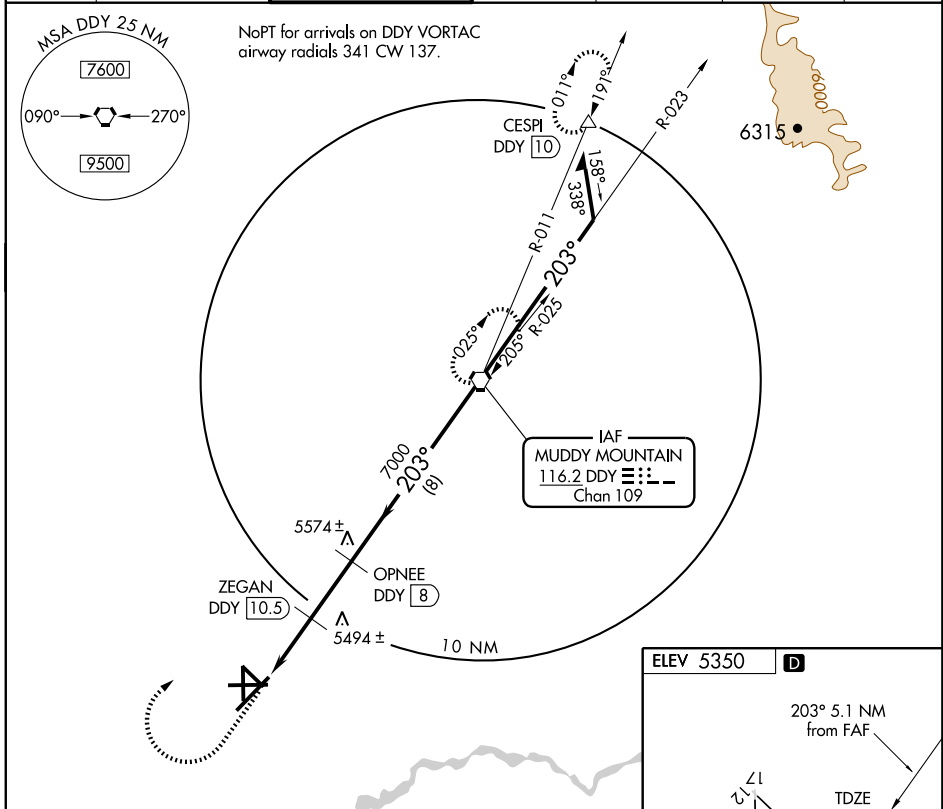 MSA DDY 25 NM
7600
090°
270°
9500
NoPT for arrivals on DDY VORTAC
airway radials 341 CW 137.
6000
6315
011°
191°
CESPI
DDY 10
R-023
158°
338°
R-011
203°
R-025
025°
205°
IAF
MUDDY MOUNTAIN
116.2 DDY
Chan 109
7000
203°
(8)
5574 ±
OPNEE
DDY 8
ZEGAN
DDY 10.5
5494 ±
10 NM
ELEV 5350
D
203° 5.1 NM
from FAF
17
12
TDZE